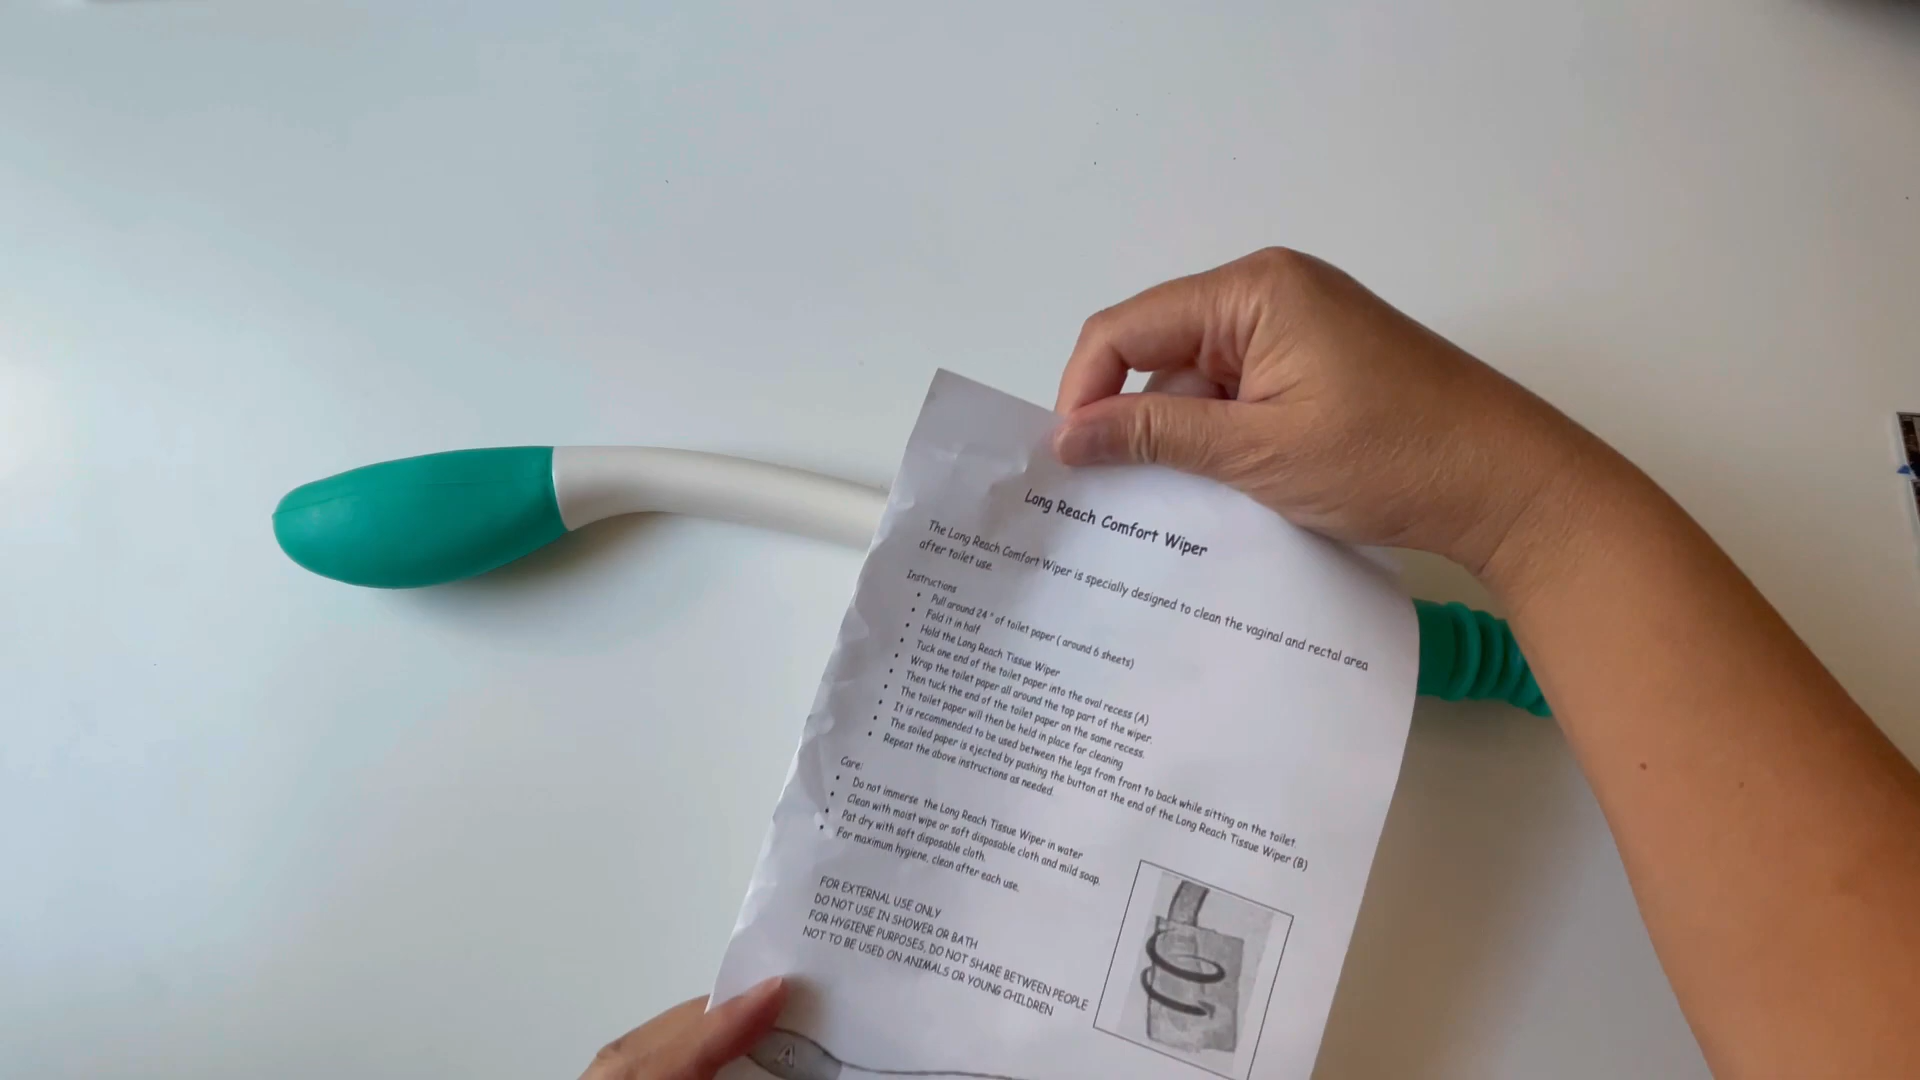 Long Reach Comfort Wiper
The Long Reach Comfort Wiper is specially designed to clean the vaginal and rectal area
after toilet use.
Instructions
• Pull around 24 " of toilet paper ( around 6 sheets)
• Fold it in half
• Hold the Long Reach Tissue Wiper
• Tuck one end of the toilet paper into the oval recess (A)
• Wrap the toilet paper all around the top part of the wiper.
• Then tuck the end of the toilet paper on the same recess.
• The toilet paper will then be held in place for cleaning
• It is recommended to be used between the legs from front to back while sitting on the toilet.
• The soiled paper is ejected by pushing the button at the end of the Long Reach Tissue Wiper (B)
• Repeat the above instructions as needed.
Care:
• Do not immerse the Long Reach Tissue Wiper in water
• Clean with moist wipe or soft disposable cloth and mild soap.
• Pat dry with soft disposable cloth.
• For maximum hygiene, clean after each use.
FOR EXTERNAL USE ONLY
DO NOT USE IN SHOWER OR BATH
FOR HYGIENE PURPOSES, DO NOT SHARE BETWEEN PEOPLE
NOT TO BE USED ON ANIMALS OR YOUNG CHILDREN
A